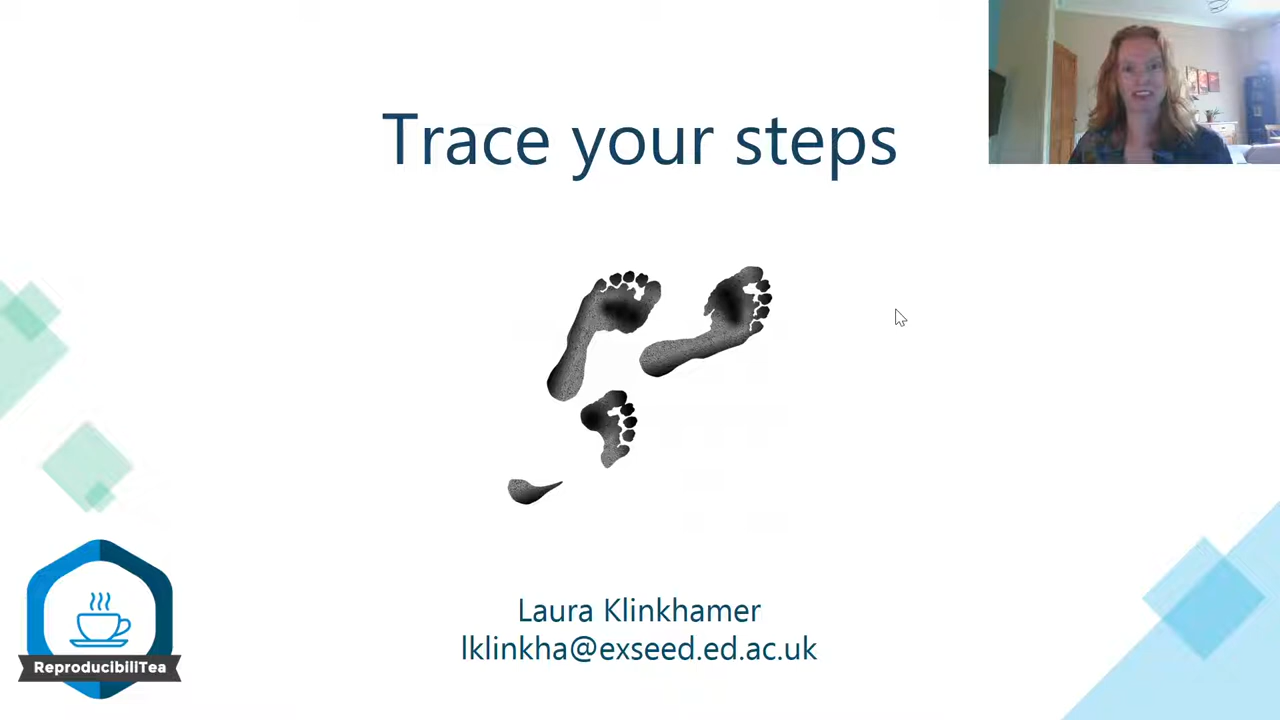 Trace your steps
Laura Klinkhamer
lklinkha@exseed.ed.ac.uk
ReproducibiliTea